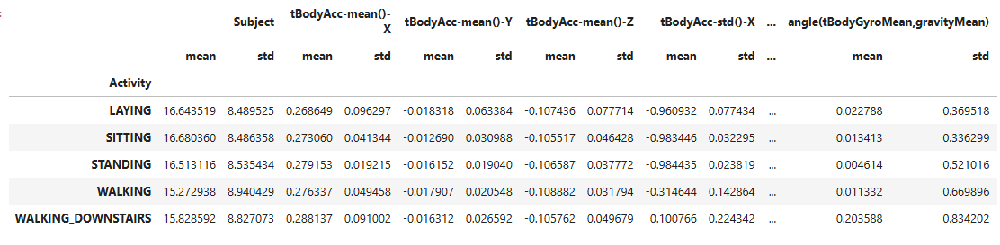 Subject tBodyAcc-mean()-X tBodyAcc-mean()-Y tBodyAcc-mean()-Z tBodyAcc-std()-X ... angle(tBodyGyroMean,gravityMean)
mean std mean std mean std mean std mean std ... mean std
Activity
LAYING 16.643519 8.489525 0.268649 0.096297 -0.018318 0.063384 -0.107436 0.077714 -0.960932 0.077434 ... 0.022788 0.369518
SITTING 16.680360 8.486358 0.273060 0.041344 -0.012690 0.030988 -0.105517 0.046428 -0.983446 0.032295 ... 0.013413 0.336299
STANDING 16.513116 8.535434 0.279153 0.019215 -0.016152 0.019040 -0.106587 0.037772 -0.984435 0.023819 ... 0.004614 0.521016
WALKING 15.272938 8.940429 0.276337 0.049458 -0.017907 0.020548 -0.108882 0.031794 -0.314644 0.142864 ... 0.011332 0.669896
WALKING_DOWNSTAIRS 15.828592 8.827073 0.288137 0.091002 -0.016312 0.026592 -0.105762 0.049679 0.100766 0.224342 ... 0.203588 0.834202